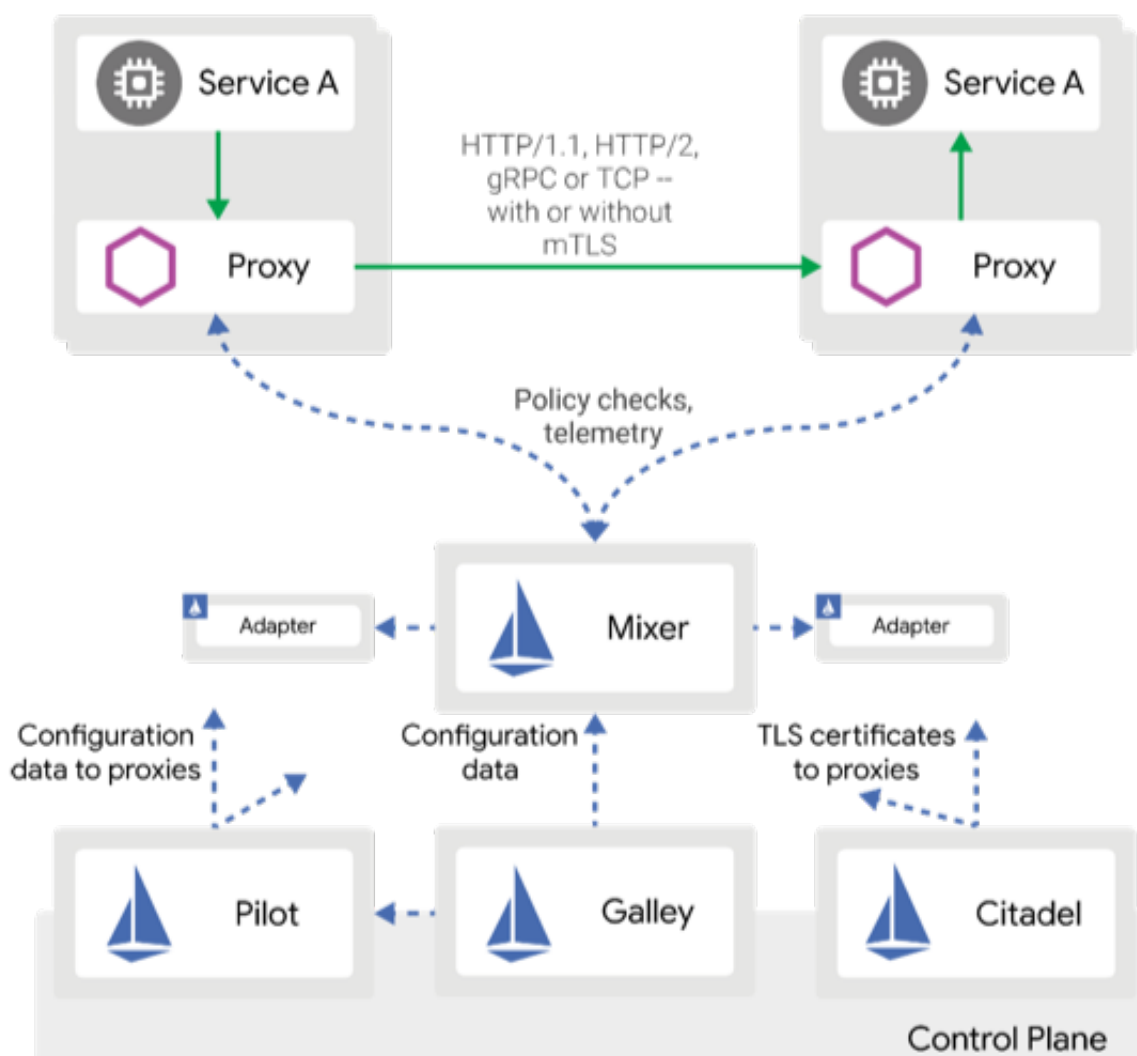 Service A
Service A
HTTP/1.1, HTTP/2,
gRPC or TCP --
with or without
mTLS
Proxy
Proxy
Policy checks,
telemetry
Adapter
Mixer
Adapter
Configuration
data to proxies
Configuration
data
TLS certificates
to proxies
Pilot
Galley
Citadel
Control Plane